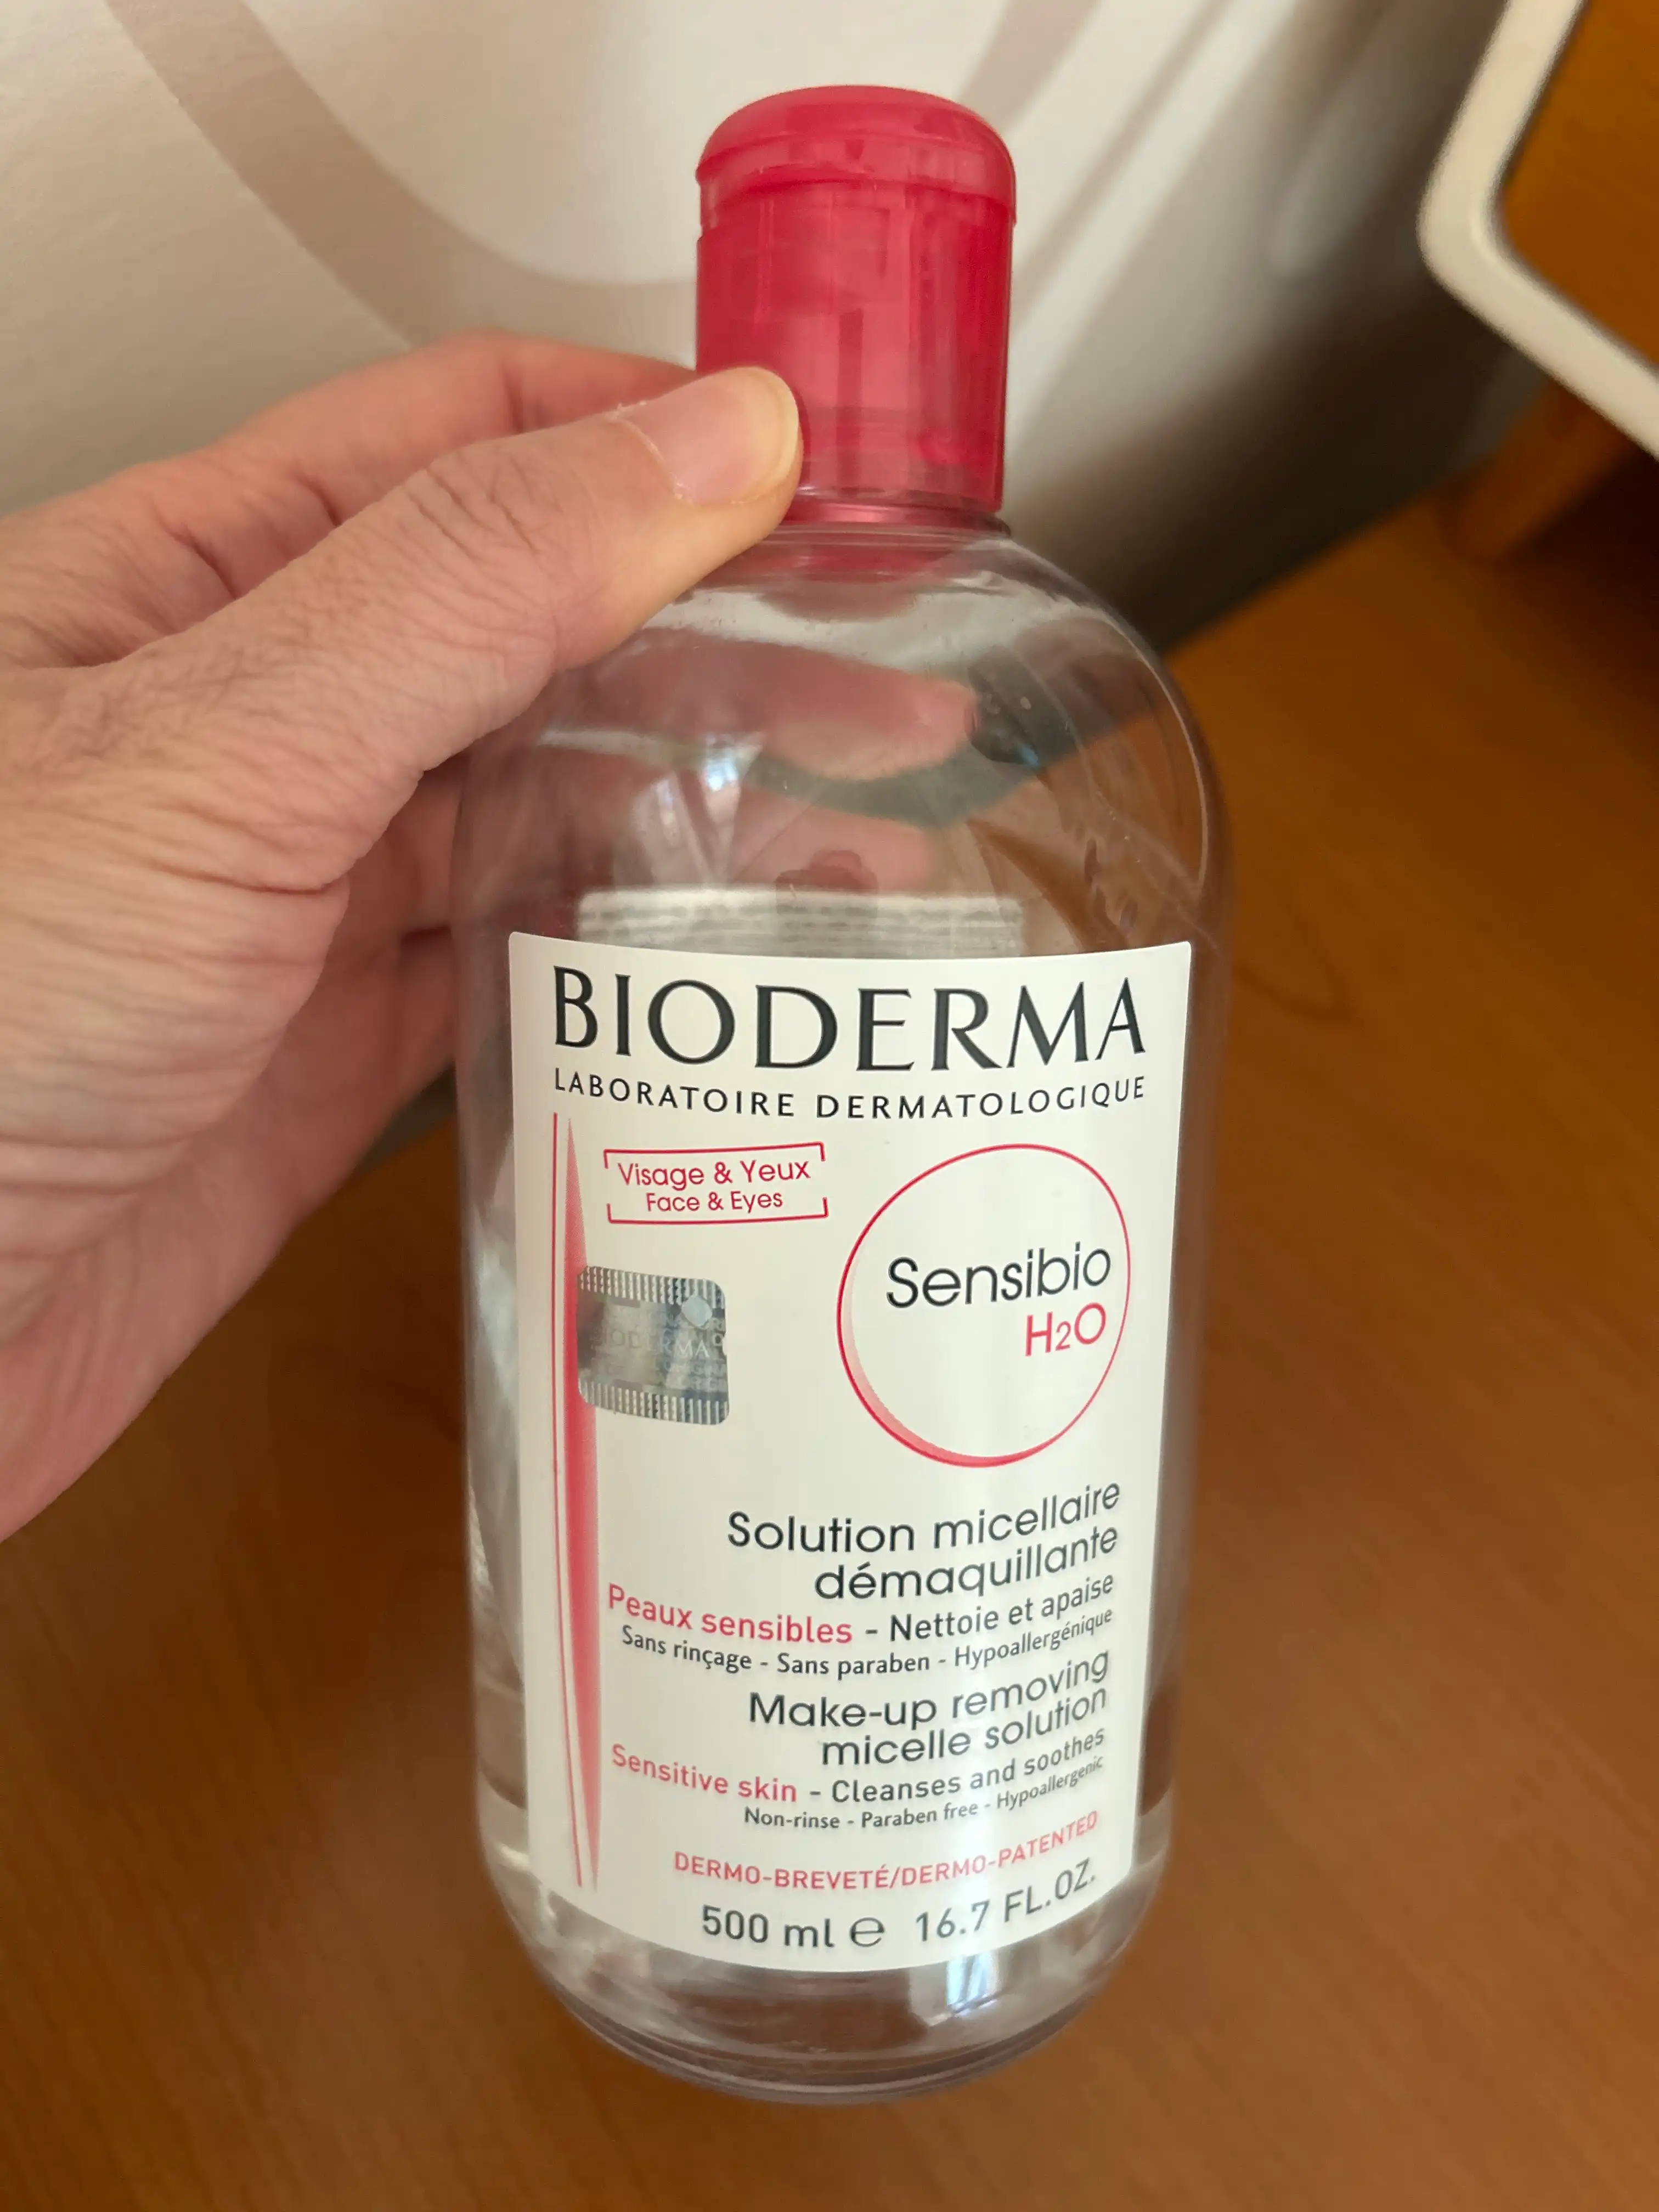 BIODERMA
LABORATOIRE DERMATOLOGIQUE
Visage & Yeux
Face & Eyes
Sensibio
H2O
BIODERMA
Solution micellaire
démaquillante
Peaux sensibles - Nettoie et apaise
Sans rinçage - Sans paraben - Hypoallergénique
Make-up removing
micelle solution
Sensitive skin - Cleanses and soothes
Non-rinse - Paraben free - Hypoallergenic
DERMO-BREVETÉ/DERMO-PATENTED
500 ml e 16.7 FL.OZ.